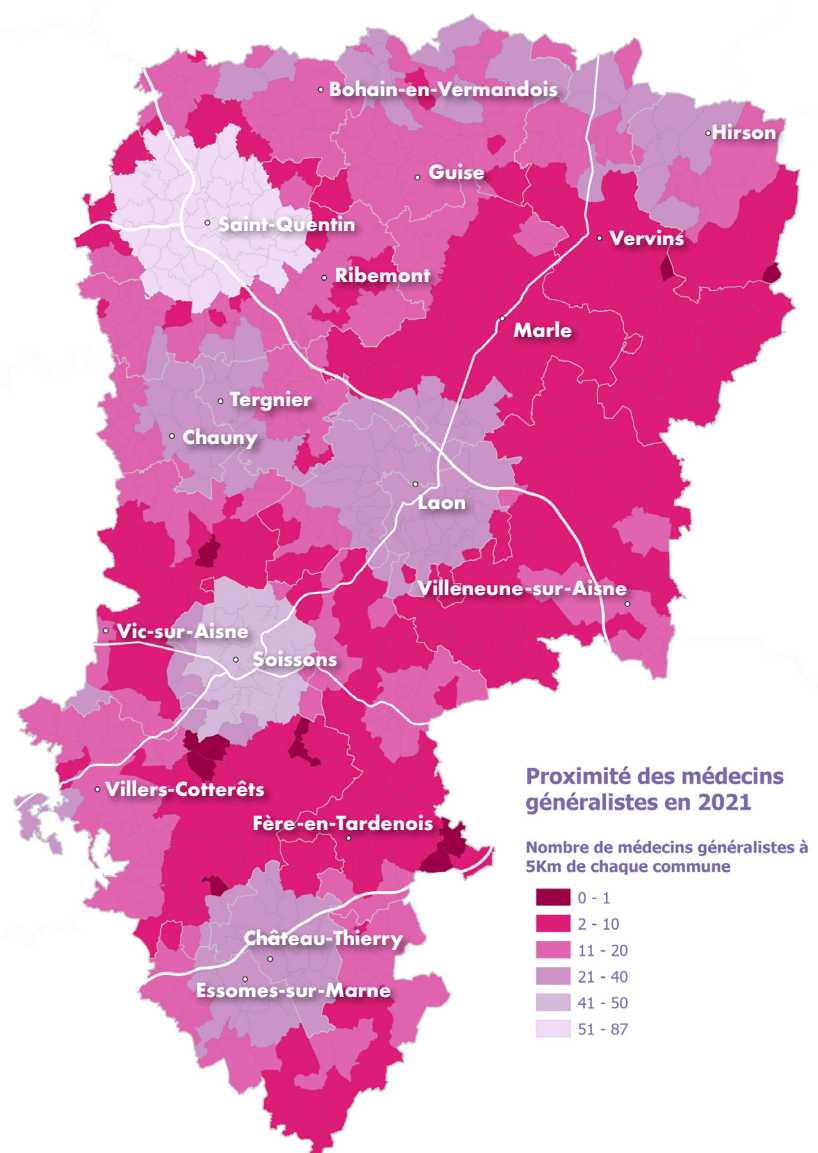 Bohain-en-Vermandois
Hirson
Guise
Saint-Quentin
Vervins
Ribemont
Marle
Tergnier
Chauny
Laon
Villeneune-sur-Aisne
Vic-sur-Aisne
Soissons
Villers-Cotterêts
Fère-en-Tardenois
Château-Thierry
Essomes-sur-Marne
Proximité des médecins
généralistes en 2021
Nombre de médecins généralistes à
5Km de chaque commune
0 - 1
2 - 10
11 - 20
21 - 40
41 - 50
51 - 87